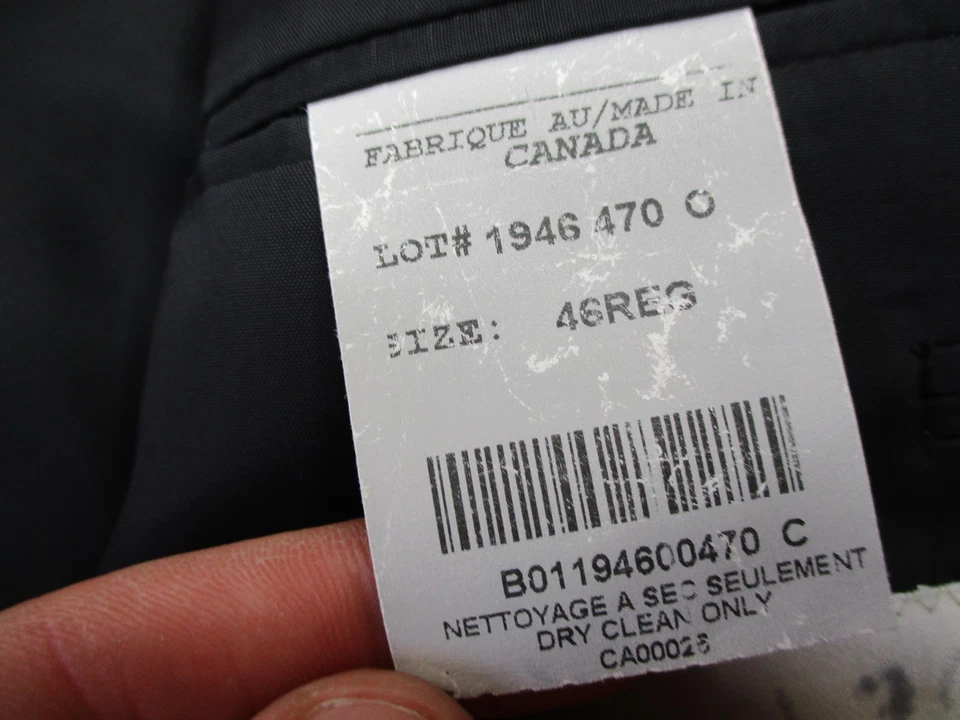 FABRIQUE AU/MADE IN
CANADA
LOT# 1946 470 O
SIZE: 46REG
B01194600470 C
NETTOYAGE A SEC SEULEMENT
DRY CLEAN ONLY